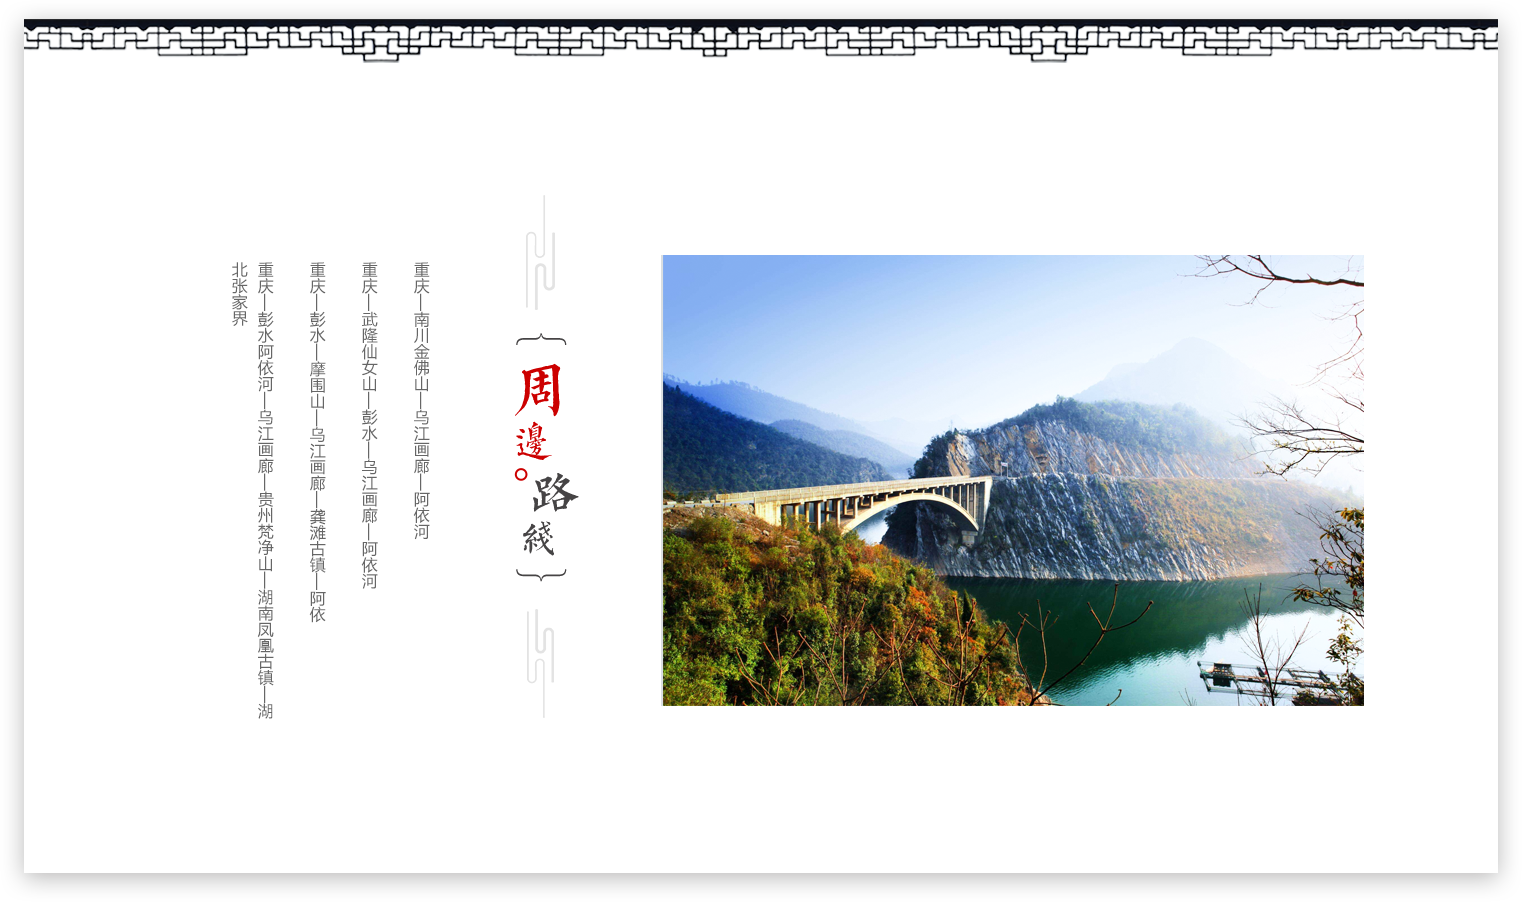 周邊
路綫
重庆—南川金佛山—乌江画廊—阿依河
重庆—武隆仙女山—彭水—乌江画廊—阿依河
重庆—彭水—摩围山—乌江画廊—龚滩古镇—阿依
重庆—彭水阿依河—乌江画廊—贵州梵净山—湖南凤凰古镇—湖
北张家界